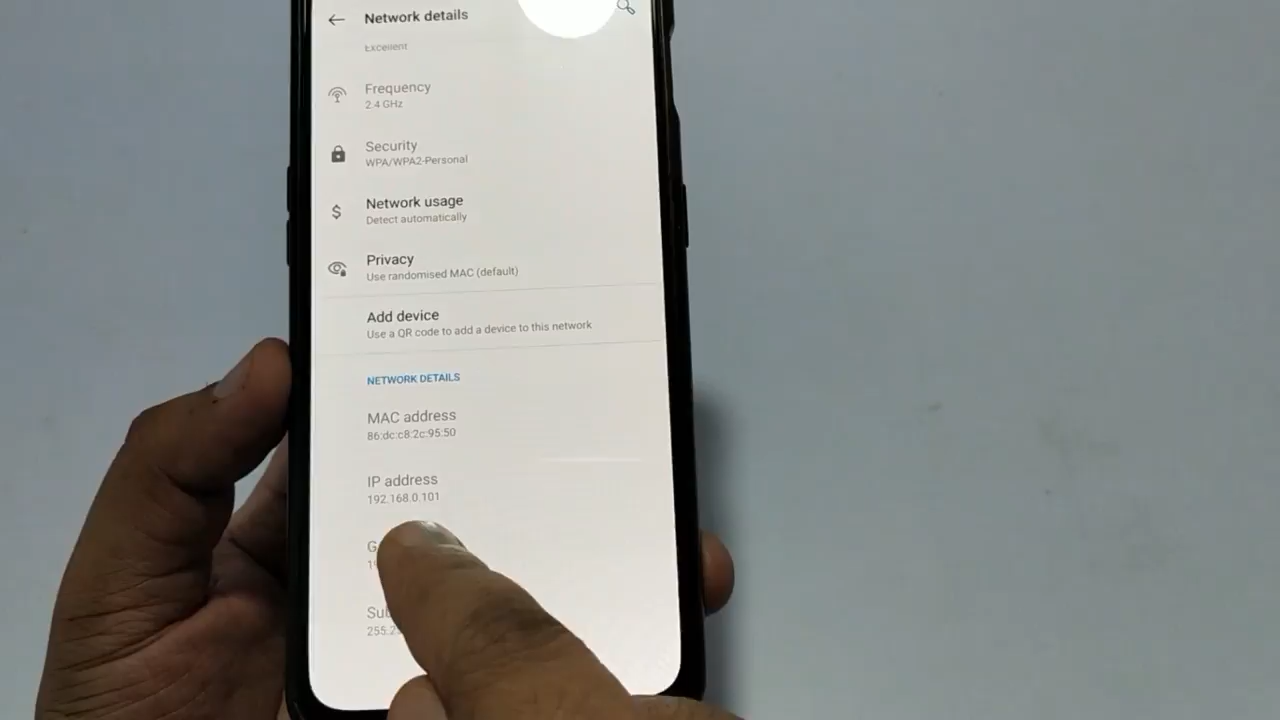 Network details
Excellent
Frequency
2.4 GHz
Security
WPA/WPA2-Personal
Network usage
Detect automatically
Privacy
Use randomised MAC (default)
Add device
Use a QR code to add a device to this network
NETWORK DETAILS
MAC address
86:dc:c8:2c:95:50
IP address
192.168.0.101